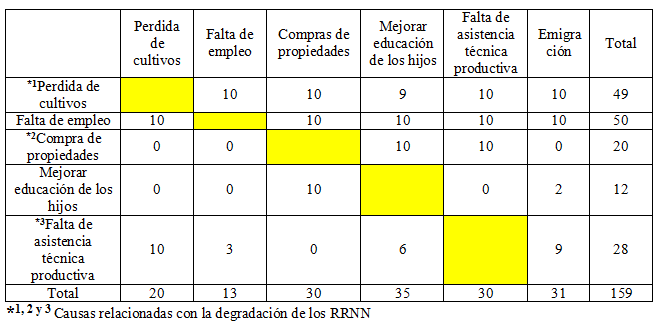 Perdida de cultivos Falta de empleo Compras de propiedades Mejorar educación de los hijos Falta de asistencia técnica productiva Emigración Total
*1Perdida de cultivos 10 10 9 10 10 49
Falta de empleo 10 10 10 10 10 50
*2Compra de propiedades 0 0 10 10 0 20
Mejorar educación de los hijos 0 0 10 0 2 12
*3Falta de asistencia técnica productiva 10 3 0 6 9 28
Total 20 13 30 35 30 31 159
*1, 2 y 3 Causas relacionadas con la degradación de los RRNN